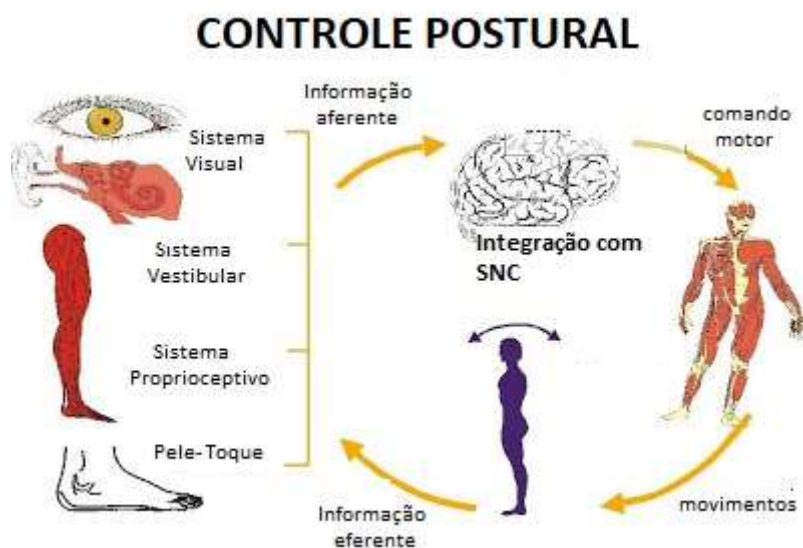 CONTROLE POSTURAL
Informação
aferente
comando
motor
Sistema
Visual
Integração com
SNC
Sistema
Vestibular
Sistema
Proprioceptivo
Pele-Toque
Informação
eferente
movimentos